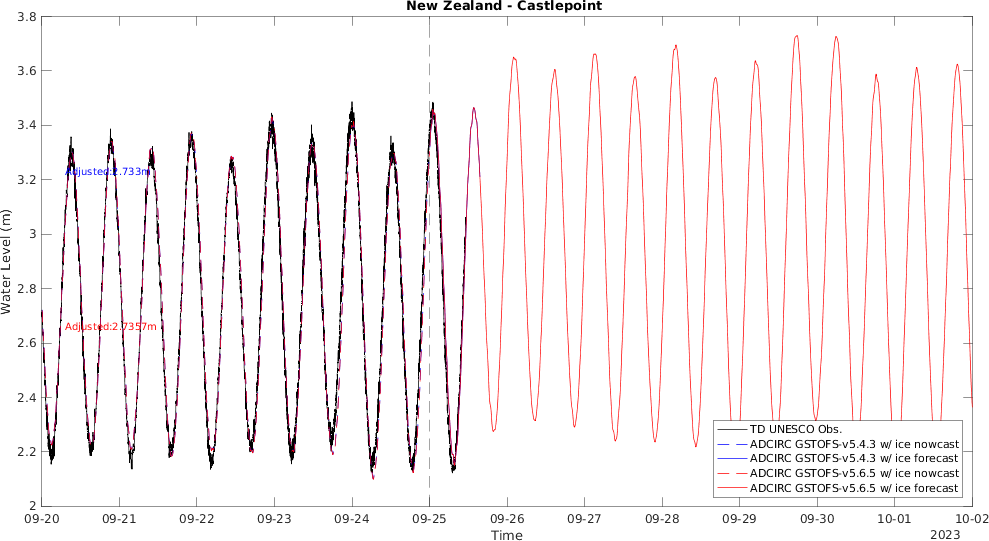 New Zealand - Castlepoint
3.8
3.6
3.4
3.2
3
2.8
2.6
2.4
2.2
2
Water Level (m)
Adjusted:2.733m
Adjusted:2.7357m
TD UNESCO Obs.
ADCIRC GSTOFS-v5.4.3 w/ ice nowcast
ADCIRC GSTOFS-v5.4.3 w/ ice forecast
ADCIRC GSTOFS-v5.6.5 w/ ice nowcast
ADCIRC GSTOFS-v5.6.5 w/ ice forecast
09-20 09-21 09-22 09-23 09-24 09-25 09-26 09-27 09-28 09-29 09-30 10-01 10-02
Time
2023